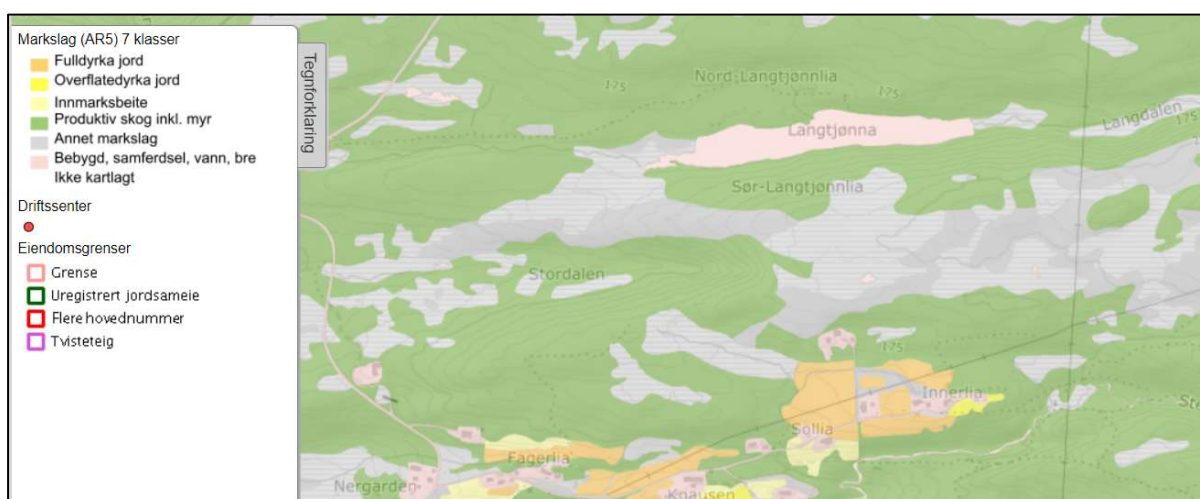 Markslag (AR5) 7 klasser
Fulldyrka jord
Overflatedyrka jord
Innmarksbeite
Produktiv skog inkl. myr
Annet markslag
Bebygd, samferdsel, vann, bre
Ikke kartlagt
Driftssenter
Eiendomsgrenser
Grense
Uregistrert jordsameie
Flere hovednummer
Tvisteteig
Tegnforklaring
Nord-Langtjønnlia
175
175
Langtjønna
Langdalen
175
Sør-Langtjønnlia
Stordalen
175
Innerlia
Sollia
Fagerlia
Nergarden
Knausen